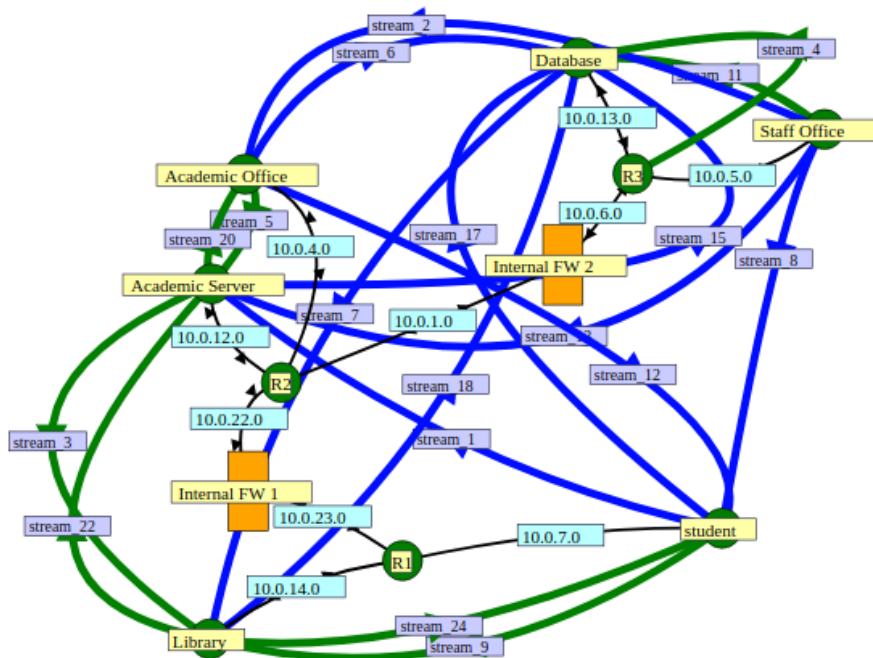 stream_2
stream_6
Database
stream_4
stream_11
10.0.13.0
Staff Office
Academic Office
R3
10.0.5.0
stream_5
10.0.6.0
stream_20
10.0.4.0
stream_17
stream_15
stream_8
Internal FW 2
Academic Server
stream_7
10.0.1.0
10.0.12.0
stream_12
R2
stream_18
10.0.22.0
stream_3
stream_1
Internal FW 1
10.0.23.0
stream_22
student
10.0.7.0
R1
10.0.14.0
stream_24
Library
stream_9